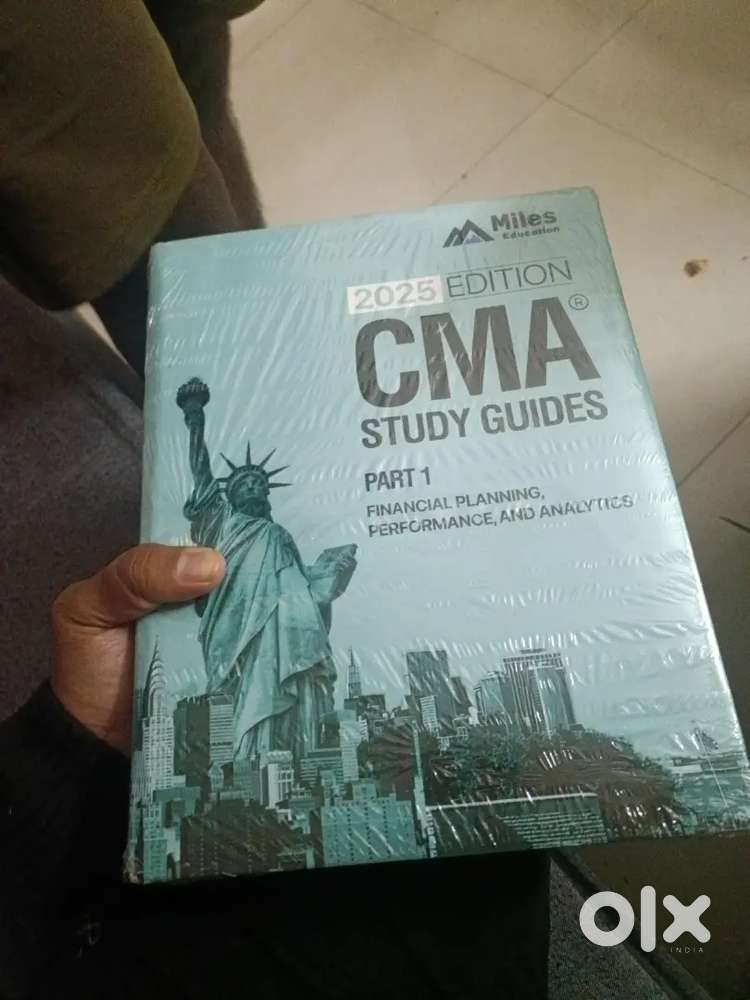 Miles
Education
2025 EDITION
CMA®
STUDY GUIDES
PART 1
FINANCIAL PLANNING,
PERFORMANCE, AND ANALYTICS
olx
INDIA